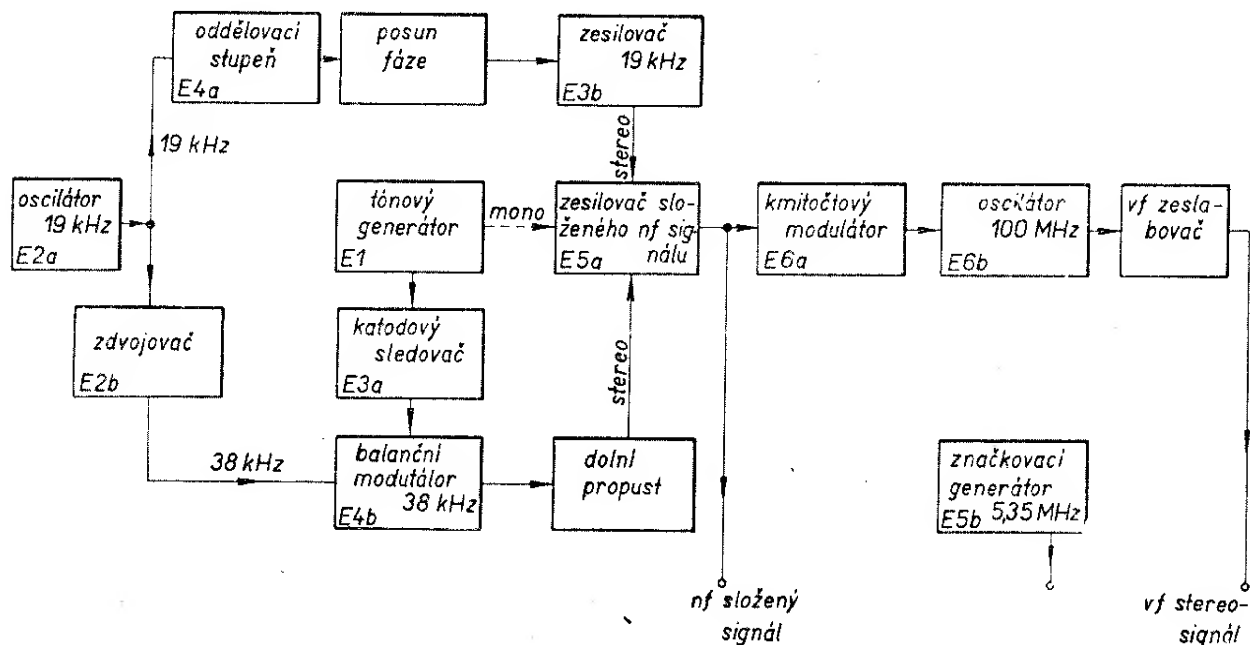 oddělovací
stupeň
E4a
posun
fáze
zesilovač
19 kHz
E3b
19 kHz
stereo
oscilátor
19 kHz
E2a
tónový
generátor
E1
mono
zesilovač slo-
ženého nf sig-
nálu
E5a
kmitočtový
modulátor
E6a
oscilátor
100 MHz
E6b
vf zesla-
bovač
zdvojovač
E2b
katodový
sledovač
E3a
stereo
38 kHz
balanční
modulátor
38 kHz
E4b
dolní
propust
značkovací
generátor
E5b 5,35 MHz
nf složený
signál
vf stereo-
signál